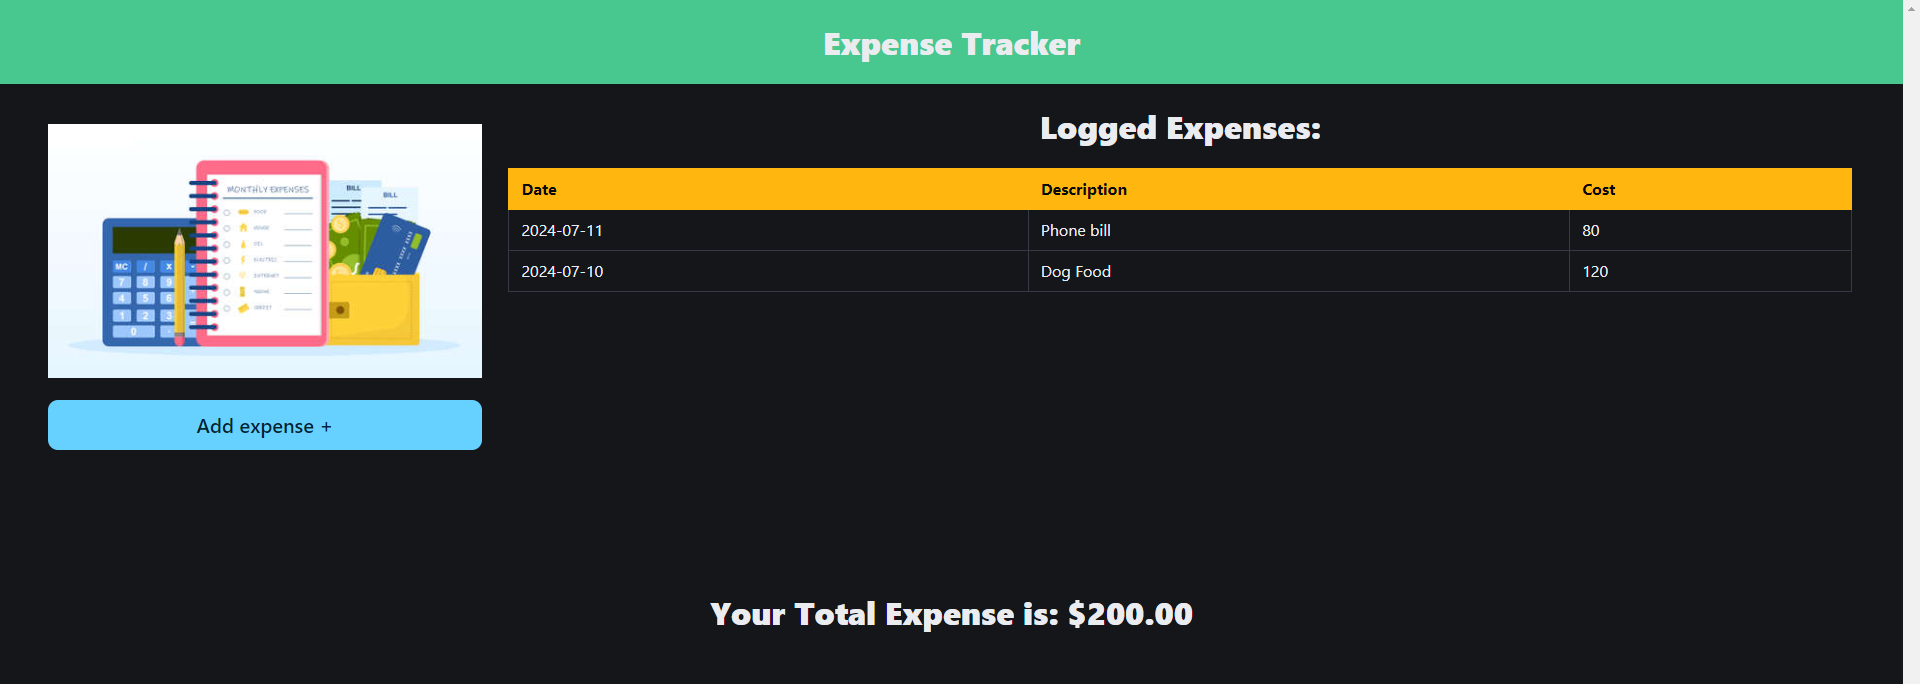 Expense Tracker
MONTHLY EXPENSES
BILL
BILL
MC / X -
7 8 9
4 5 6
1 2 3
0
Add expense +
Logged Expenses:
Date Description Cost
2024-07-11 Phone bill 80
2024-07-10 Dog Food 120
Your Total Expense is: $200.00